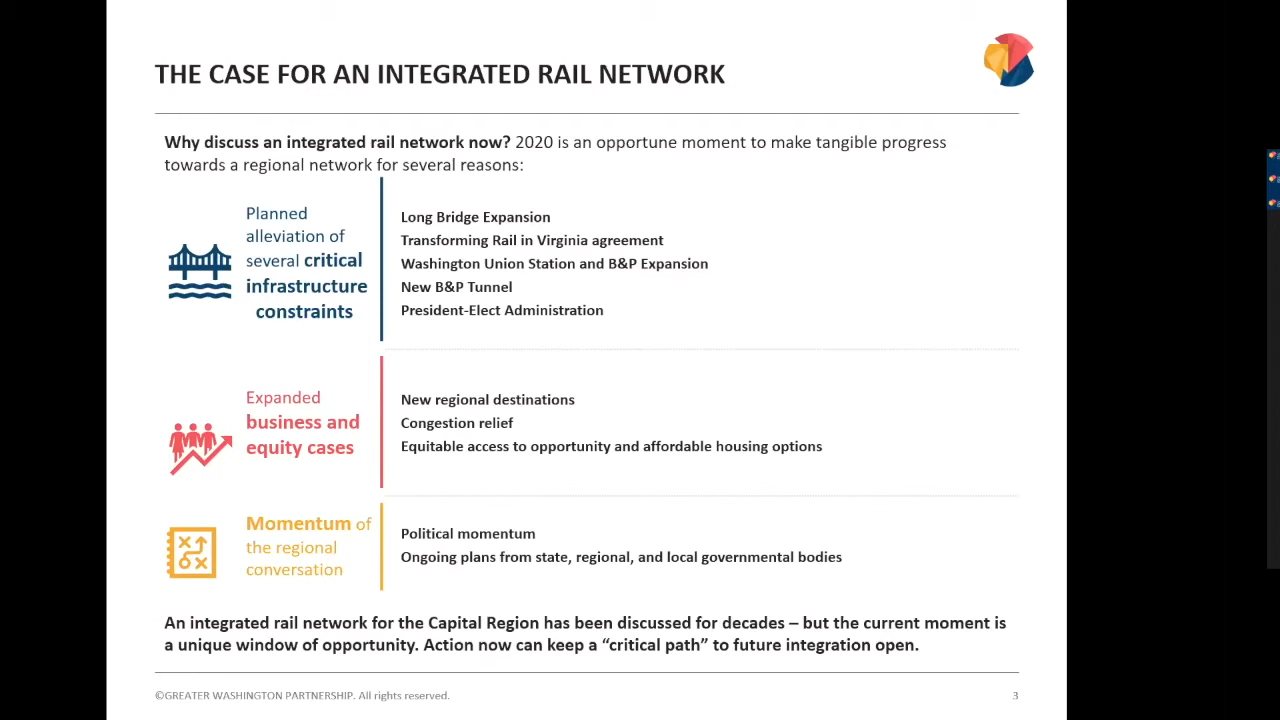 THE CASE FOR AN INTEGRATED RAIL NETWORK
Why discuss an integrated rail network now? 2020 is an opportune moment to make tangible progress
towards a regional network for several reasons:
Planned
alleviation of
several critical
infrastructure
constraints
Long Bridge Expansion
Transforming Rail in Virginia agreement
Washington Union Station and B&P Expansion
New B&P Tunnel
President-Elect Administration
Expanded
business and
equity cases
New regional destinations
Congestion relief
Equitable access to opportunity and affordable housing options
Momentum of
the regional
conversation
Political momentum
Ongoing plans from state, regional, and local governmental bodies
An integrated rail network for the Capital Region has been discussed for decades – but the current moment is
a unique window of opportunity. Action now can keep a “critical path” to future integration open.
©GREATER WASHINGTON PARTNERSHIP. All rights reserved.
3